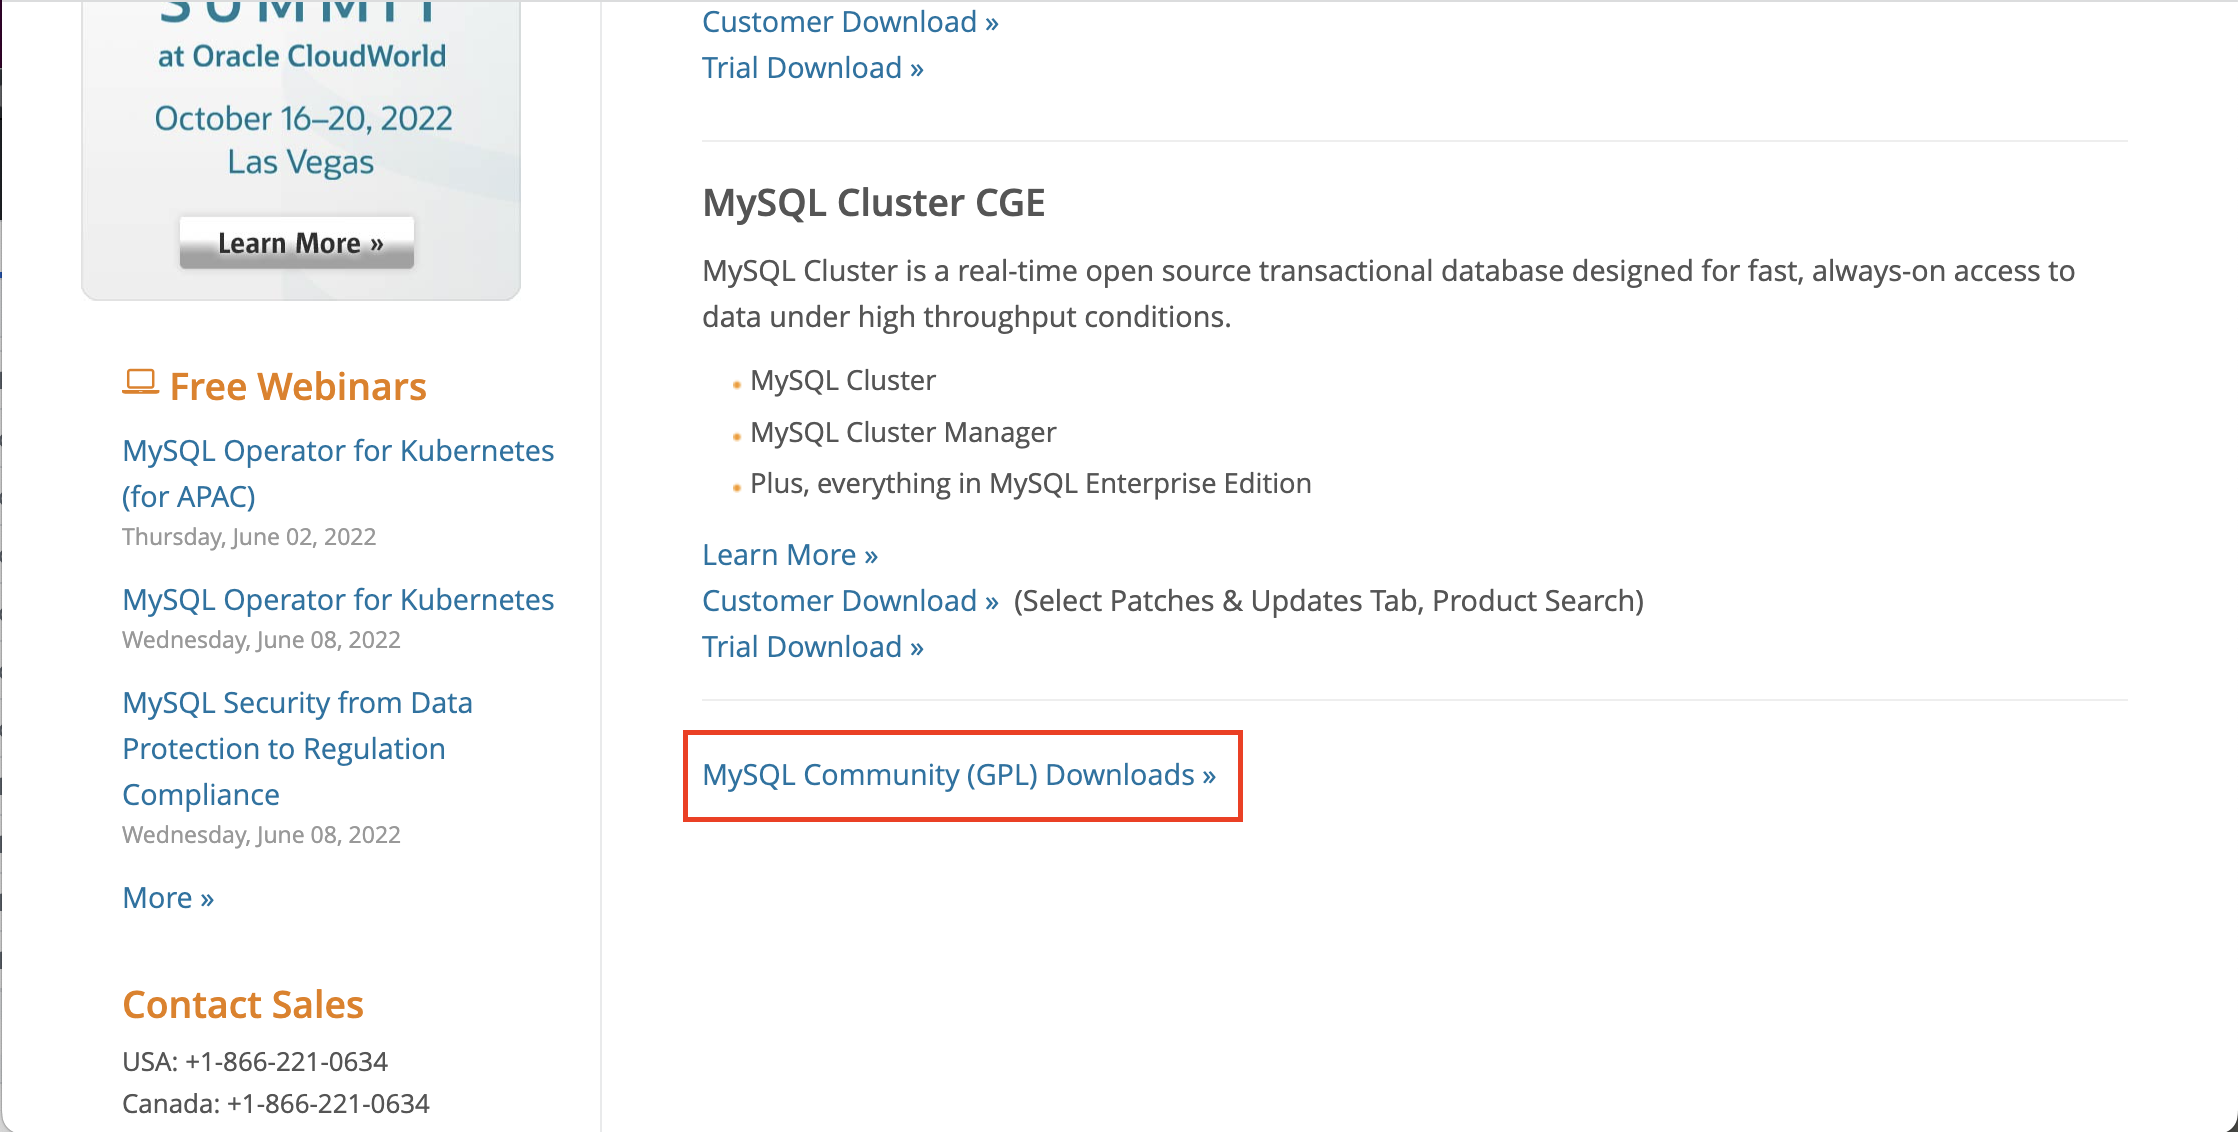 SUMMIT
at Oracle CloudWorld
October 16–20, 2022
Las Vegas
Learn More »
Free Webinars
MySQL Operator for Kubernetes
(for APAC)
Thursday, June 02, 2022
MySQL Operator for Kubernetes
Wednesday, June 08, 2022
MySQL Security from Data
Protection to Regulation
Compliance
Wednesday, June 08, 2022
More »
Contact Sales
USA: +1-866-221-0634
Canada: +1-866-221-0634
Customer Download »
Trial Download »
MySQL Cluster CGE
MySQL Cluster is a real-time open source transactional database designed for fast, always-on access to
data under high throughput conditions.
MySQL Cluster
MySQL Cluster Manager
Plus, everything in MySQL Enterprise Edition
Learn More »
Customer Download » (Select Patches & Updates Tab, Product Search)
Trial Download »
MySQL Community (GPL) Downloads »